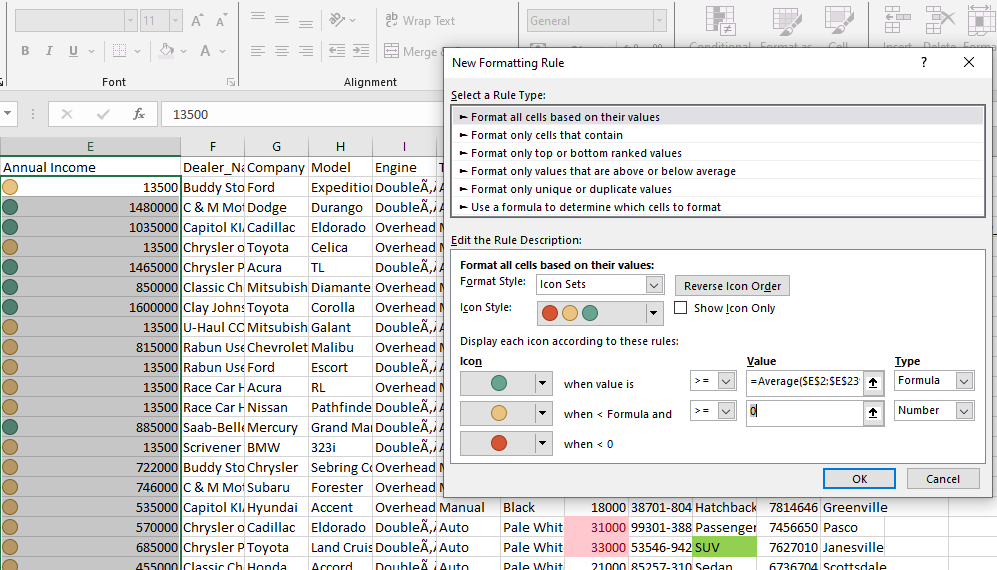 11 A A ab Wrap Text General
B I U A Merge Conditional Format as Cell Insert Delete
Font Alignment
fx 13500
E F G H I
Annual Income Dealer_Na Company Model Engine
13500 Buddy Sto Ford Expedition DoubleÃ‚
1480000 C & M Mot Dodge Durango DoubleÃ‚
1035000 Capitol KI Cadillac Eldorado Overhead
13500 Chrysler o Toyota Celica Overhead
1465000 Chrysler P Acura TL DoubleÃ‚
850000 Classic Ch Mitsubish Diamante Overhead
1600000 Clay Johns Toyota Corolla Overhead
13500 U-Haul CC Mitsubish Galant DoubleÃ‚
815000 Rabun Use Chevrolet Malibu Overhead
13500 Rabun Use Ford Escort DoubleÃ‚
13500 Race Car H Acura RL Overhead
13500 Race Car H Nissan Pathfinde DoubleÃ‚
885000 Saab-Belle Mercury Grand Mar DoubleÃ‚
13500 Scrivener BMW 323i DoubleÃ‚
722000 Buddy Sto Chrysler Sebring Co Overhead
746000 C & M Mot Subaru Forester Overhead
535000 Capitol KI Hyundai Accent Overhead Manual Black 18000 38701-804 Hatchback 7814646 Greenville
570000 Chrysler o Cadillac Eldorado DoubleÃ‚ Auto Pale Whit 31000 99301-388 Passenger 7456650 Pasco
685000 Chrysler P Toyota Land Cruis DoubleÃ‚ Auto Pale Whit 33000 53546-942 SUV 7627010 Janesville
455000 Classic Ch Honda Accord Overhead Auto Pale Whit 21000 85257-310 Sedan 6736704 Scottsdale
New Formatting Rule ?
Select a Rule Type:
► Format all cells based on their values
► Format only cells that contain
► Format only top or bottom ranked values
► Format only values that are above or below average
► Format only unique or duplicate values
► Use a formula to determine which cells to format
Edit the Rule Description:
Format all cells based on their values:
Format Style: Icon Sets Reverse Icon Order
Icon Style: Show Icon Only
Display each icon according to these rules:
Icon Value Type
when value is >= =Average($E$2:$E$23 Formula
when < Formula and >= 0 Number
when < 0
OK Cancel